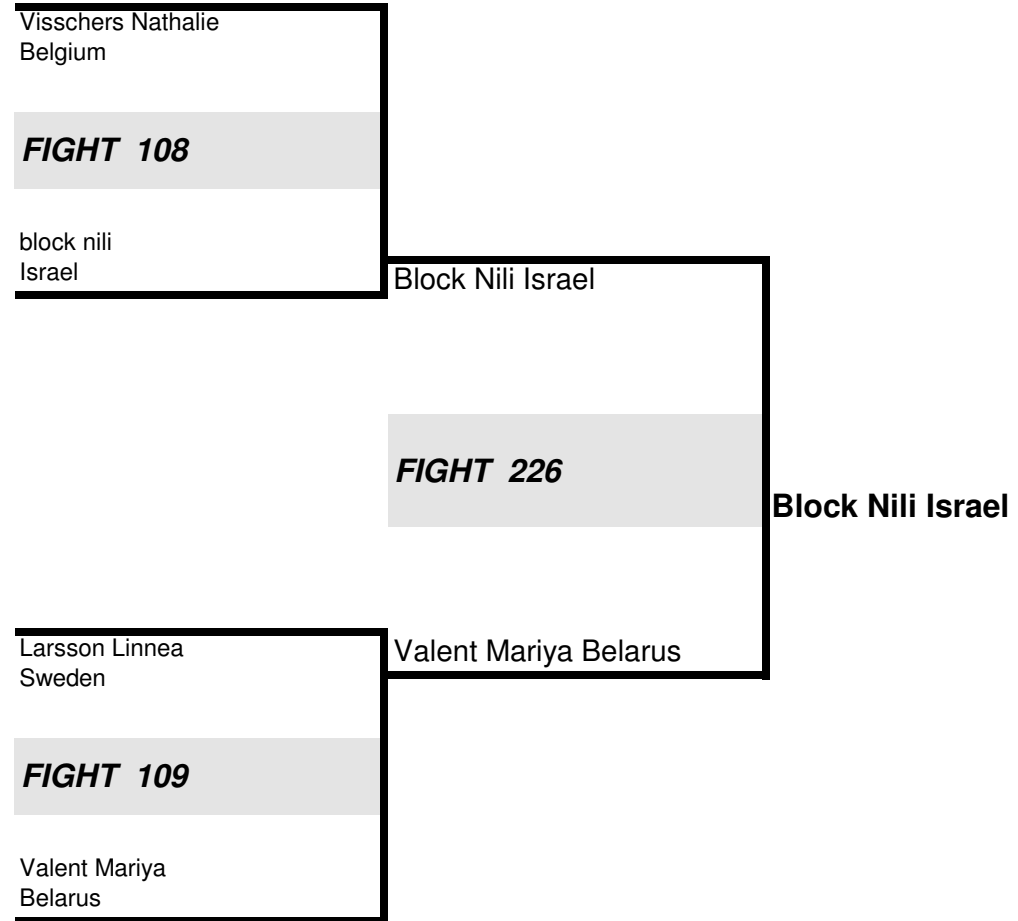 Visschers Nathalie
Belgium
FIGHT 108
block nili
Israel
Block Nili Israel
FIGHT 226
Block Nili Israel
Larsson Linnea
Sweden
Valent Mariya Belarus
FIGHT 109
Valent Mariya
Belarus